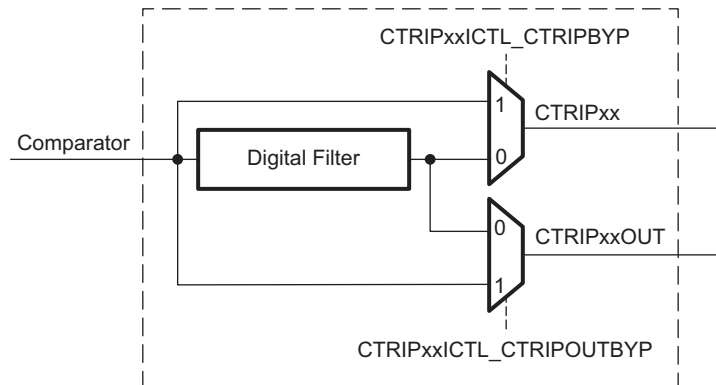 CTRIPxxICTL_CTRIPBYP
1
CTRIPxx
Comparator
Digital Filter
0
0
CTRIPxxOUT
1
CTRIPxxICTL_CTRIPOUTBYP